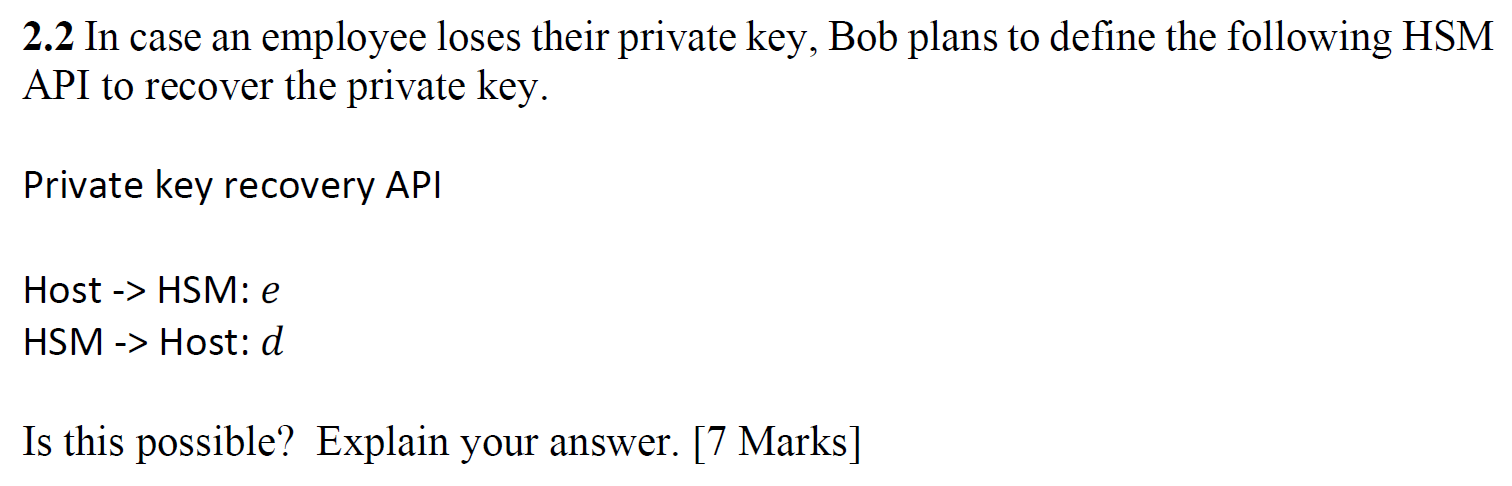 2.2 In case an employee loses their private key, Bob plans to define the following HSM
API to recover the private key.
Private key recovery API
Host -> HSM: e
HSM -> Host: d
Is this possible?  Explain your answer. [7 Marks]